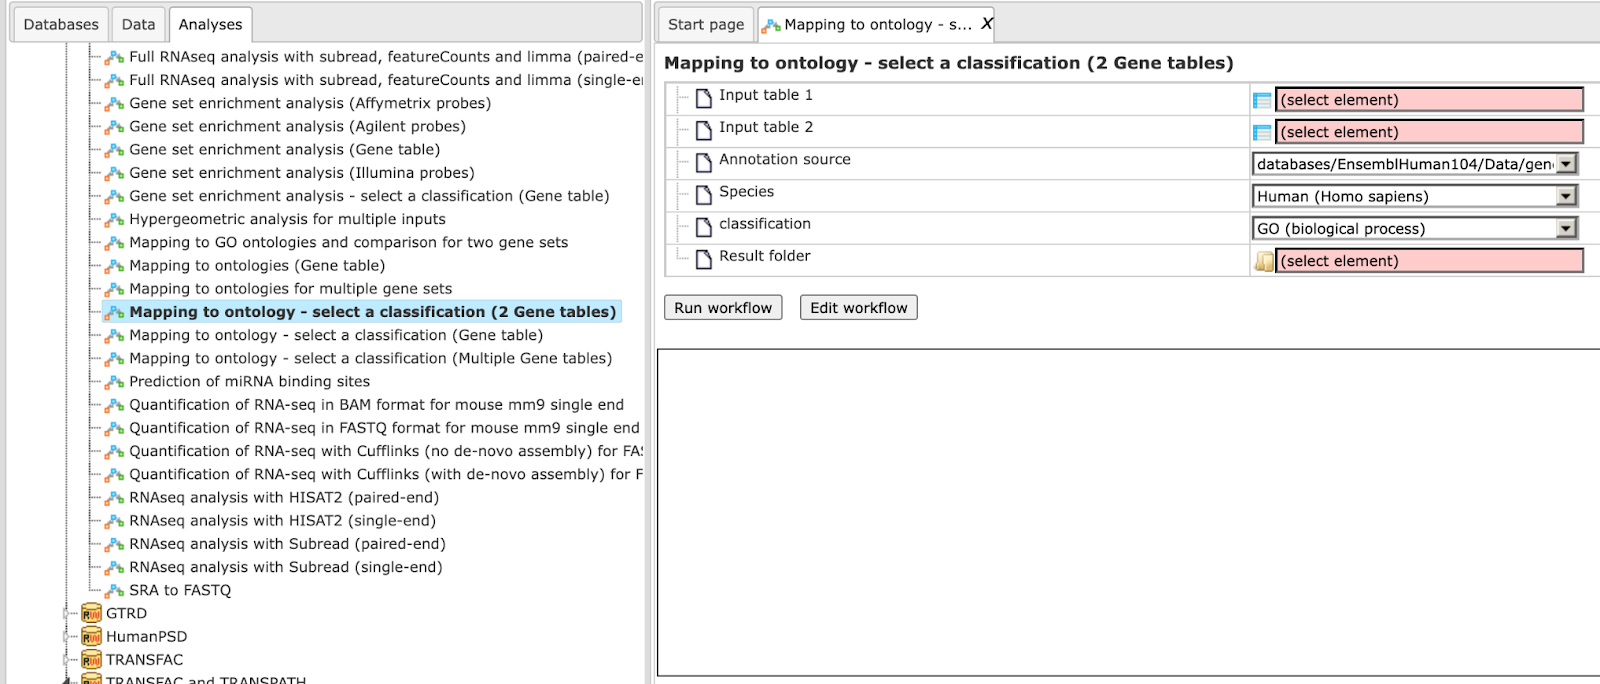 Databases
Data
Analyses
Full RNAseq analysis with subread, featureCounts and limma (paired-e
Full RNAseq analysis with subread, featureCounts and limma (single-e
Gene set enrichment analysis (Affymetrix probes)
Gene set enrichment analysis (Agilent probes)
Gene set enrichment analysis (Gene table)
Gene set enrichment analysis (Illumina probes)
Gene set enrichment analysis - select a classification (Gene table)
Hypergeometric analysis for multiple inputs
Mapping to GO ontologies and comparison for two gene sets
Mapping to ontologies (Gene table)
Mapping to ontologies for multiple gene sets
Mapping to ontology - select a classification (2 Gene tables)
Mapping to ontology - select a classification (Gene table)
Mapping to ontology - select a classification (Multiple Gene tables)
Prediction of miRNA binding sites
Quantification of RNA-seq in BAM format for mouse mm9 single end
Quantification of RNA-seq in FASTQ format for mouse mm9 single end
Quantification of RNA-seq with Cufflinks (no de-novo assembly) for FAS
Quantification of RNA-seq with Cufflinks (with de-novo assembly) for F
RNAseq analysis with HISAT2 (paired-end)
RNAseq analysis with HISAT2 (single-end)
RNAseq analysis with Subread (paired-end)
RNAseq analysis with Subread (single-end)
SRA to FASTQ
GTRD
HumanPSD
TRANSFAC
TRANSFAC and TRANSPATH
Start page
Mapping to ontology - s... X
Mapping to ontology - select a classification (2 Gene tables)
Input table 1 (select element)
Input table 2 (select element)
Annotation source databases/EnsemblHuman104/Data/gen
Species Human (Homo sapiens)
classification GO (biological process)
Result folder (select element)
Run workflow
Edit workflow